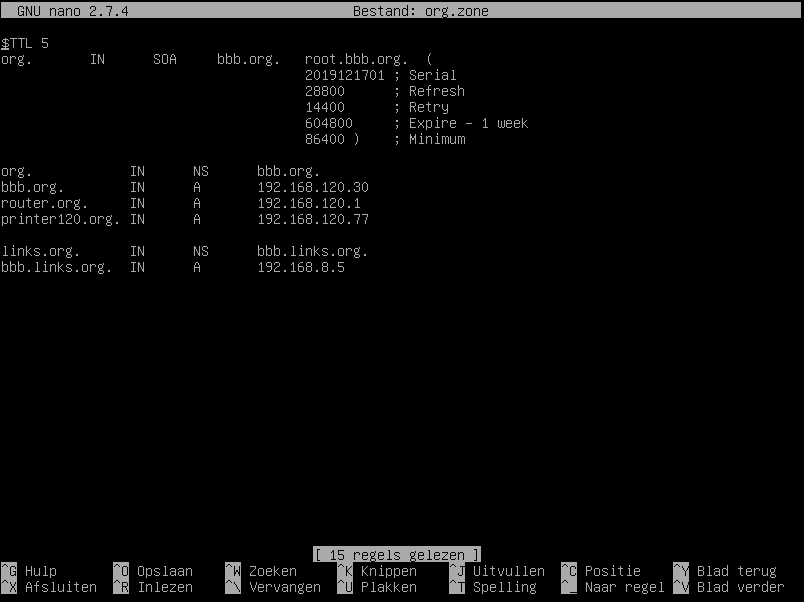 GNU nano 2.7.4 Bestand: org.zone
$TTL 5
org. IN SOA bbb.org. root.bbb.org. (
2019121701 ; Serial
28800 ; Refresh
14400 ; Retry
604800 ; Expire - 1 week
86400 ) ; Minimum
org. IN NS bbb.org.
bbb.org. IN A 192.168.120.30
router.org. IN A 192.168.120.1
printer120.org. IN A 192.168.120.77
links.org. IN NS bbb.links.org.
bbb.links.org. IN A 192.168.8.5
[ 15 regels gelezen ]
^G Hulp ^O Opslaan ^W Zoeken ^K Knippen ^J Uitvullen ^C Positie ^Y Blad terug
^X Afsluiten ^R Inlezen ^\ Vervangen ^U Plakken ^T Spelling ^_ Naar regel ^V Blad verder